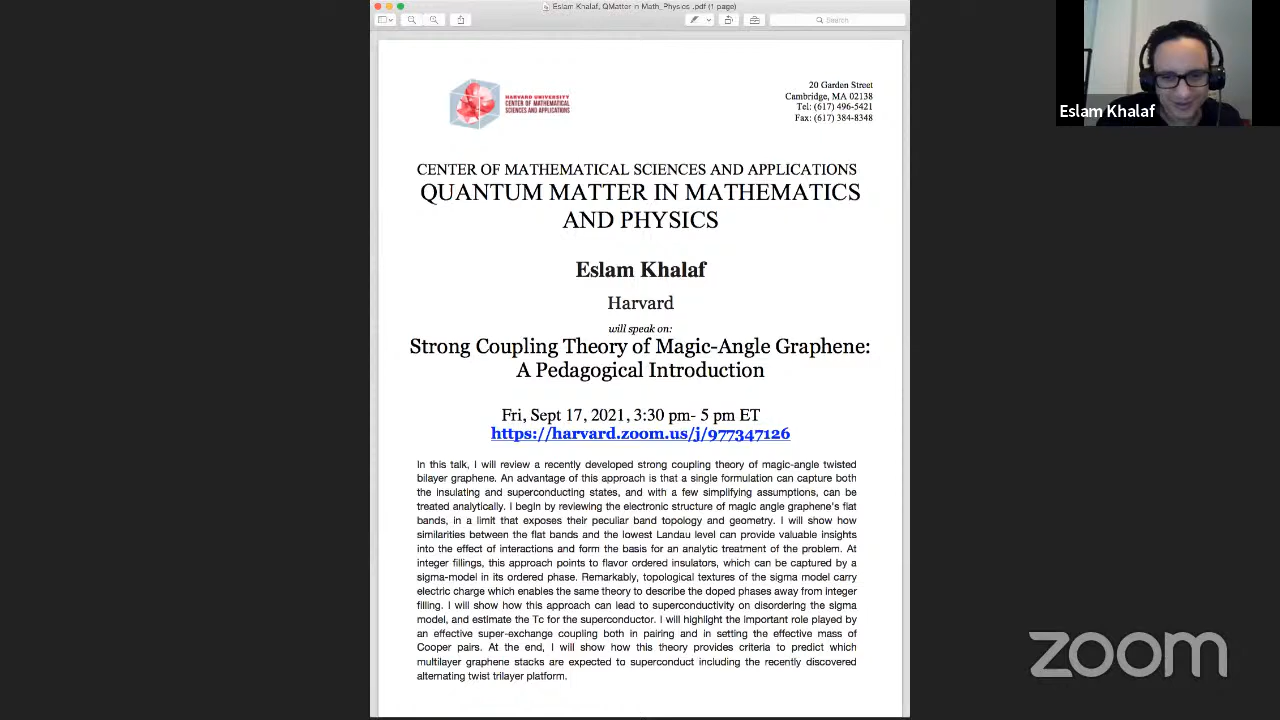 Eslam Khalaf, QMatter in Math_Physics .pdf (1 page)
Search
HARVARD UNIVERSITY
CENTER OF MATHEMATICAL
SCIENCES AND APPLICATIONS
20 Garden Street
Cambridge, MA 02138
Tel: (617) 496-5421
Fax: (617) 384-8348
Eslam Khalaf
CENTER OF MATHEMATICAL SCIENCES AND APPLICATIONS
QUANTUM MATTER IN MATHEMATICS
AND PHYSICS
Eslam Khalaf
Harvard
will speak on:
Strong Coupling Theory of Magic-Angle Graphene:
A Pedagogical Introduction
Fri, Sept 17, 2021, 3:30 pm- 5 pm ET
https://harvard.zoom.us/j/977347126
In this talk, I will review a recently developed strong coupling theory of magic-angle twisted
bilayer graphene. An advantage of this approach is that a single formulation can capture both
the insulating and superconducting states, and with a few simplifying assumptions, can be
treated analytically. I begin by reviewing the electronic structure of magic angle graphene's flat
bands, in a limit that exposes their peculiar band topology and geometry. I will show how
similarities between the flat bands and the lowest Landau level can provide valuable insights
into the effect of interactions and form the basis for an analytic treatment of the problem. At
integer fillings, this approach points to flavor ordered insulators, which can be captured by a
sigma-model in its ordered phase. Remarkably, topological textures of the sigma model carry
electric charge which enables the same theory to describe the doped phases away from integer
filling. I will show how this approach can lead to superconductivity on disordering the sigma
model, and estimate the Tc for the superconductor. I will highlight the important role played by
an effective super-exchange coupling both in pairing and in setting the effective mass of
Cooper pairs. At the end, I will show how this theory provides criteria to predict which
multilayer graphene stacks are expected to superconduct including the recently discovered
alternating twist trilayer platform.
zoom